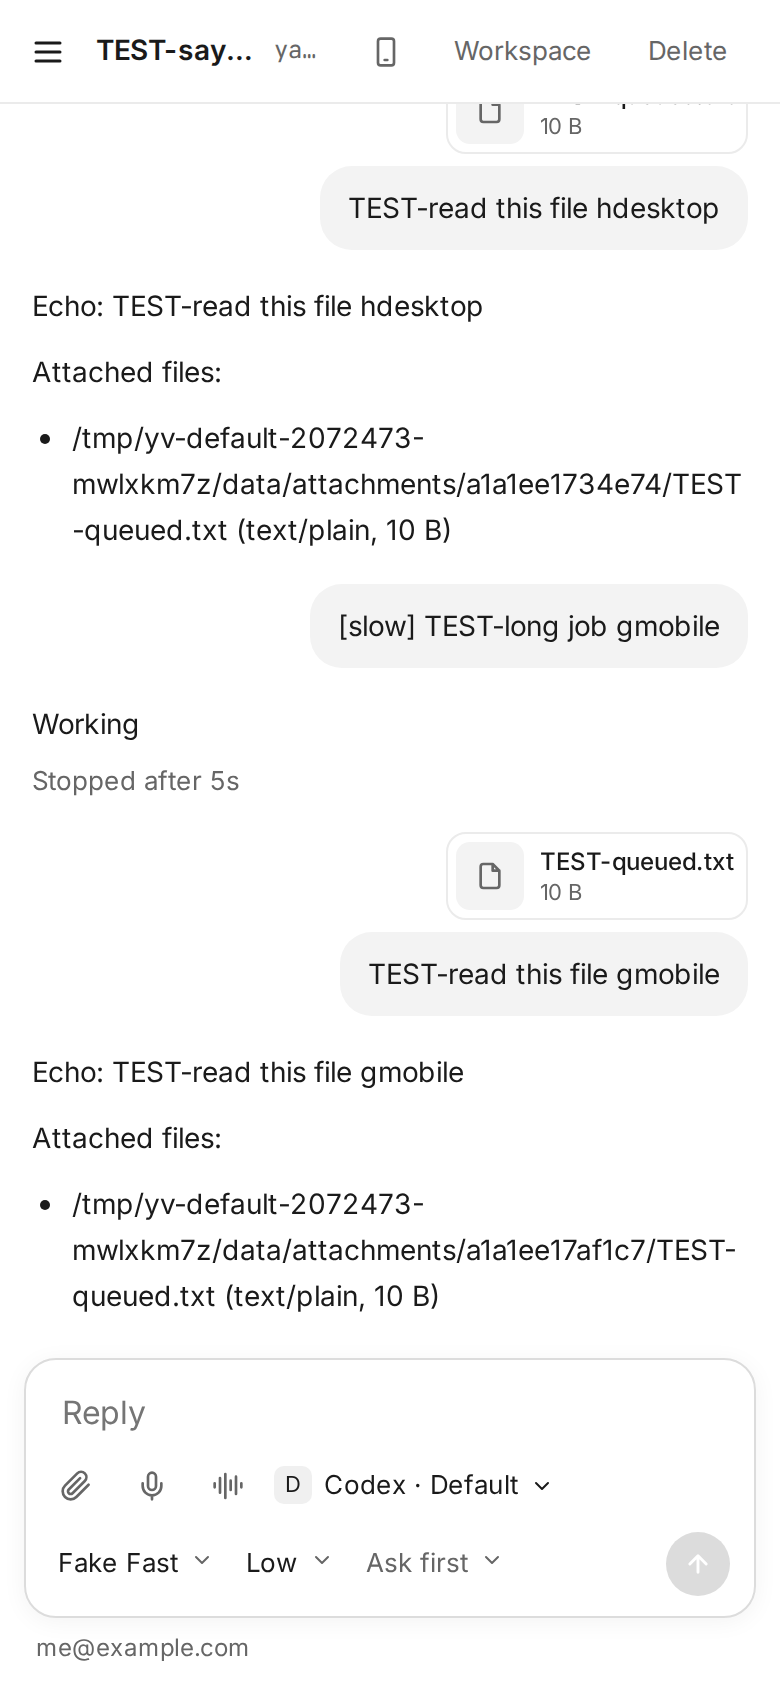 TEST-say... ya... Workspace Delete
10 B
TEST-read this file hdesktop
Echo: TEST-read this file hdesktop
Attached files:
• /tmp/yv-default-2072473-
mwlxkm7z/data/attachments/a1a1ee1734e74/TEST
-queued.txt (text/plain, 10 B)
[slow] TEST-long job gmobile
Working
Stopped after 5s
TEST-queued.txt
10 B
TEST-read this file gmobile
Echo: TEST-read this file gmobile
Attached files:
• /tmp/yv-default-2072473-
mwlxkm7z/data/attachments/a1a1ee17af1c7/TEST-
queued.txt (text/plain, 10 B)
Reply
D Codex · Default
Fake Fast Low Ask first
me@example.com